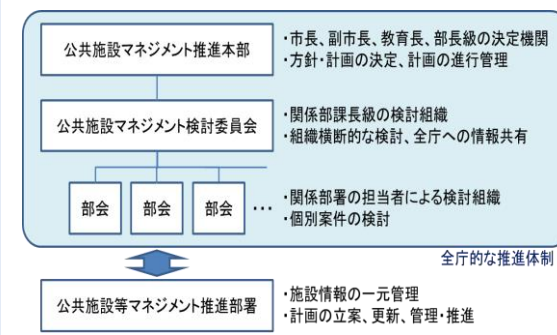 公共施設マネジメント推進本部
・市長、副市長、教育長、部長級の決定機関
・方針・計画の決定、計画の進行管理
公共施設マネジメント検討委員会
・関係部課長級の検討組織
・組織横断的な検討、全庁への情報共有
部会 部会 部会 …
・関係部署の担当者による検討組織
・個別案件の検討
全庁的な推進体制
公共施設等マネジメント推進部署
・施設情報の一元管理
・計画の立案、更新、管理・推進